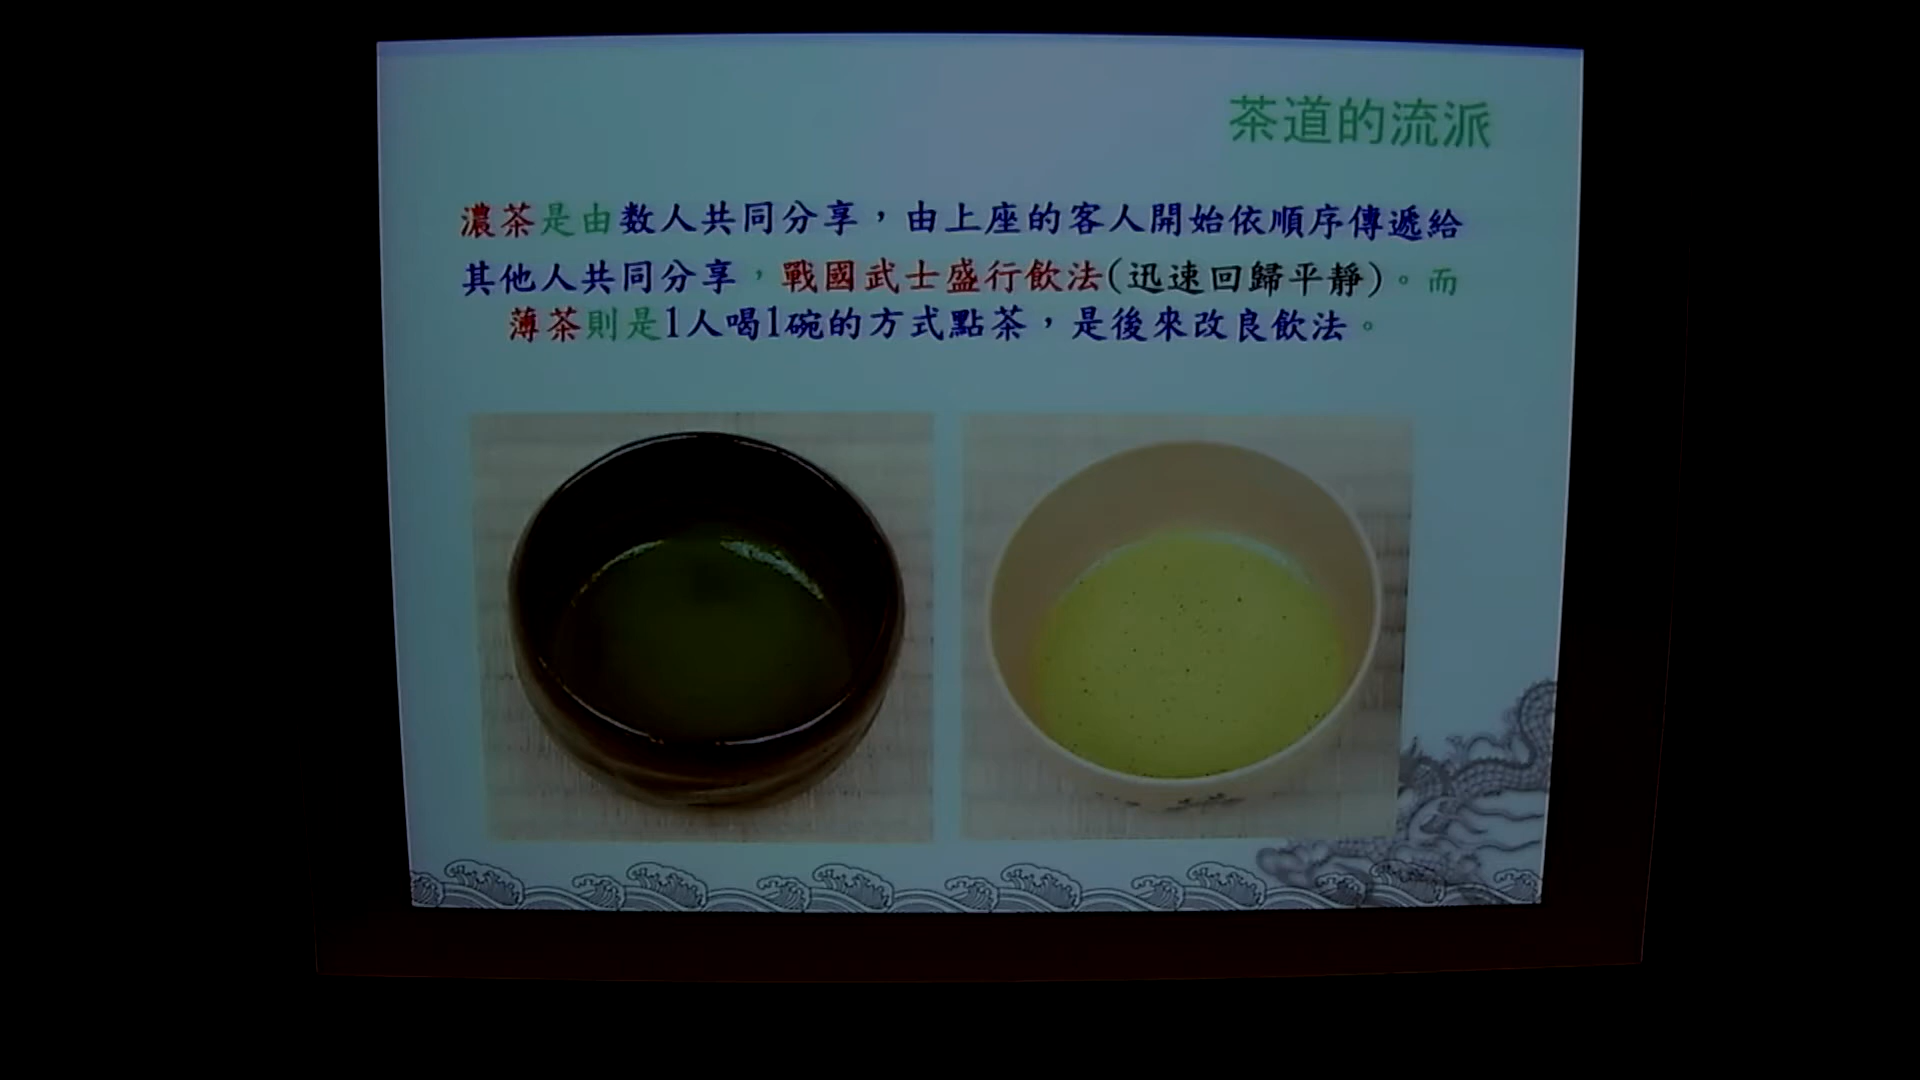 茶道的流派
濃茶是由数人共同分享，由上座的客人開始依順序傳遞給
其他人共同分享，戰國武士盛行飲法(迅速回歸平靜)。而
薄茶則是1人喝1碗的方式點茶，是後來改良飲法。